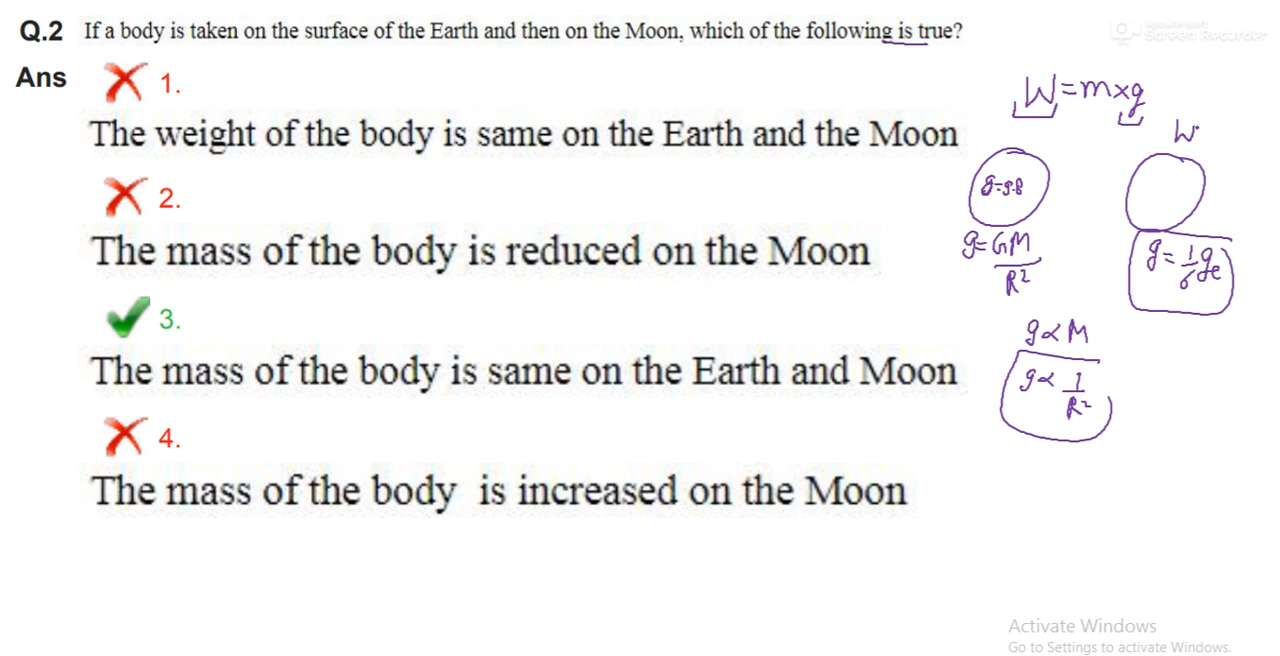 Q.2 If a body is taken on the surface of the Earth and then on the Moon, which of the following is true?
Screen Recorder
Ans
1.
The weight of the body is same on the Earth and the Moon
2.
The mass of the body is reduced on the Moon
3.
The mass of the body is same on the Earth and Moon
4.
The mass of the body is increased on the Moon
W=m×g
W
g=9.8
g=GM
R²
g=1/6 ge
g∝M
g∝ 1
R²
Activate Windows
Go to Settings to activate Windows.